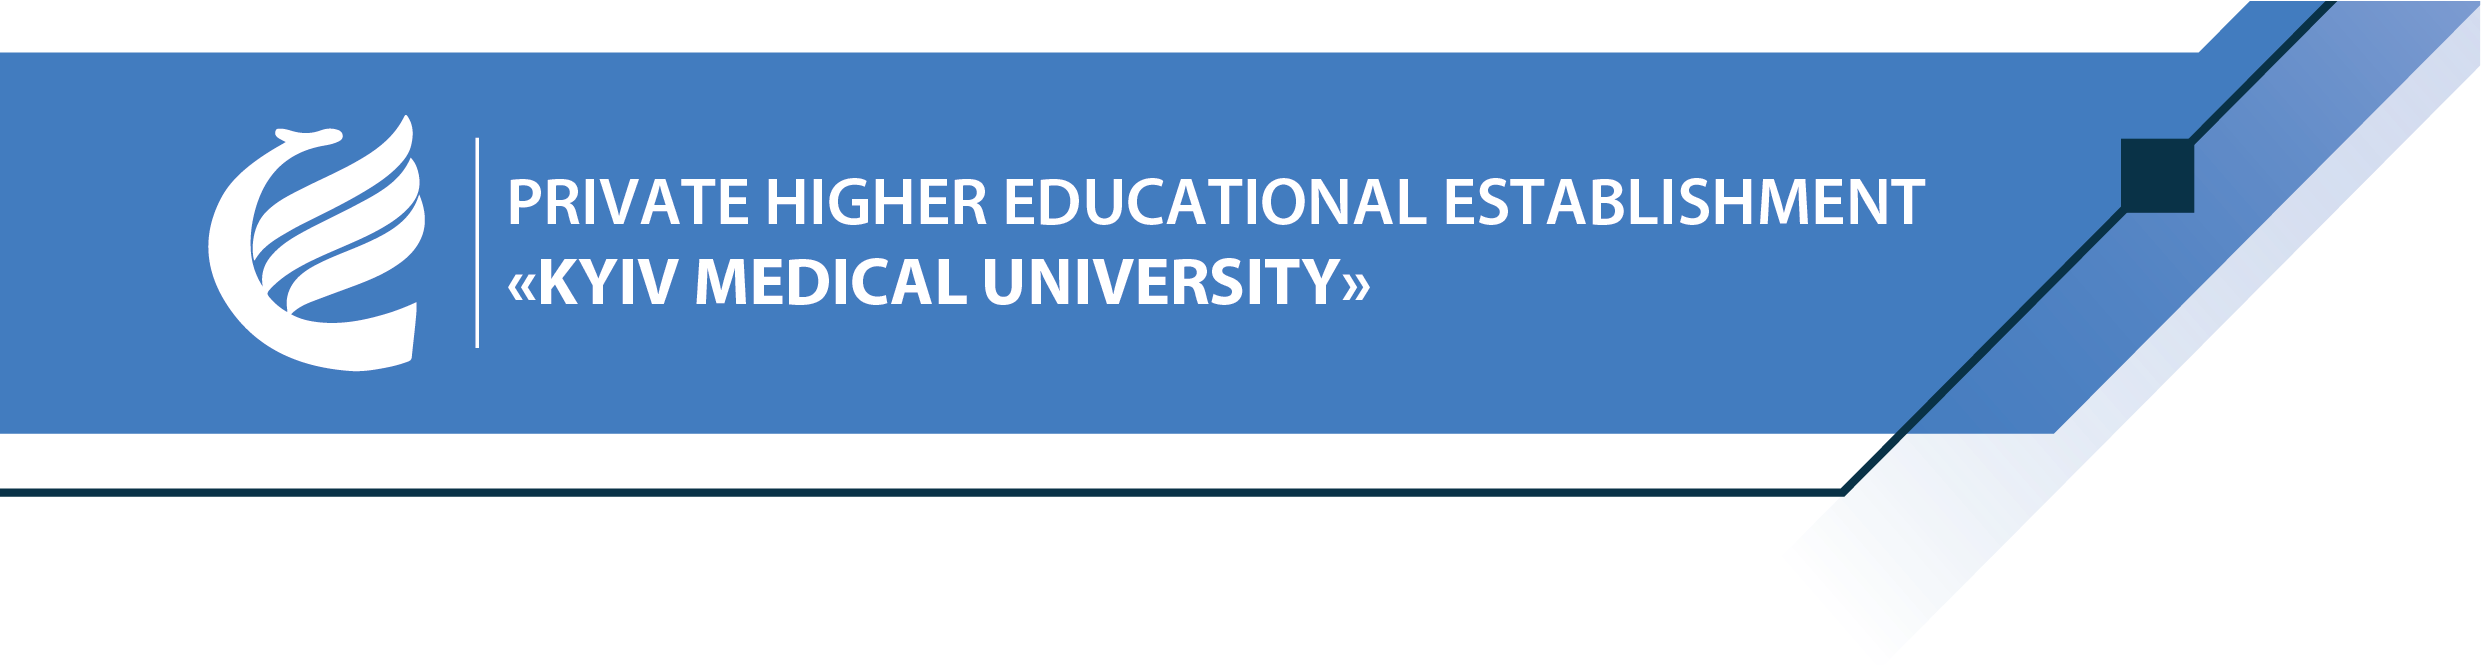 PRIVATE HIGHER EDUCATIONAL ESTABLISHMENT
«KYIV MEDICAL UNIVERSITY»